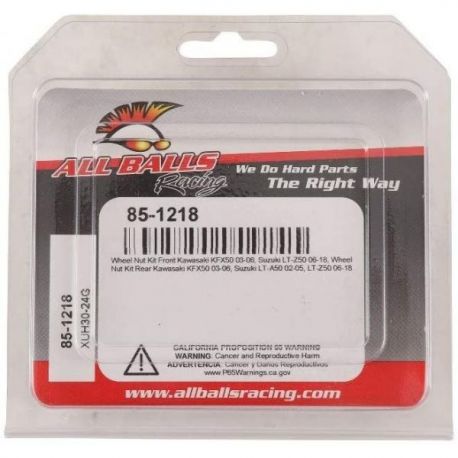 ALL BALLS
Racing
We Do Hard Parts
The Right Way
85-1218
Wheel Nut Kit Front Kawasaki KFX50 03-06, Suzuki LT-Z50 06-18, Wheel
Nut Kit Rear Kawasaki KFX50 03-06, Suzuki LT-A50 02-05, LT-Z50 06-18
85-1218
XUH30-24G
CALIFORNIA PROPOSITION 65 WARNING
WARNING: Cancer and Reproductive Harm
ADVERTENCIA: Cancer y Danos Reproductivos
www.P65Warnings.ca.gov
www.allballsracing.com